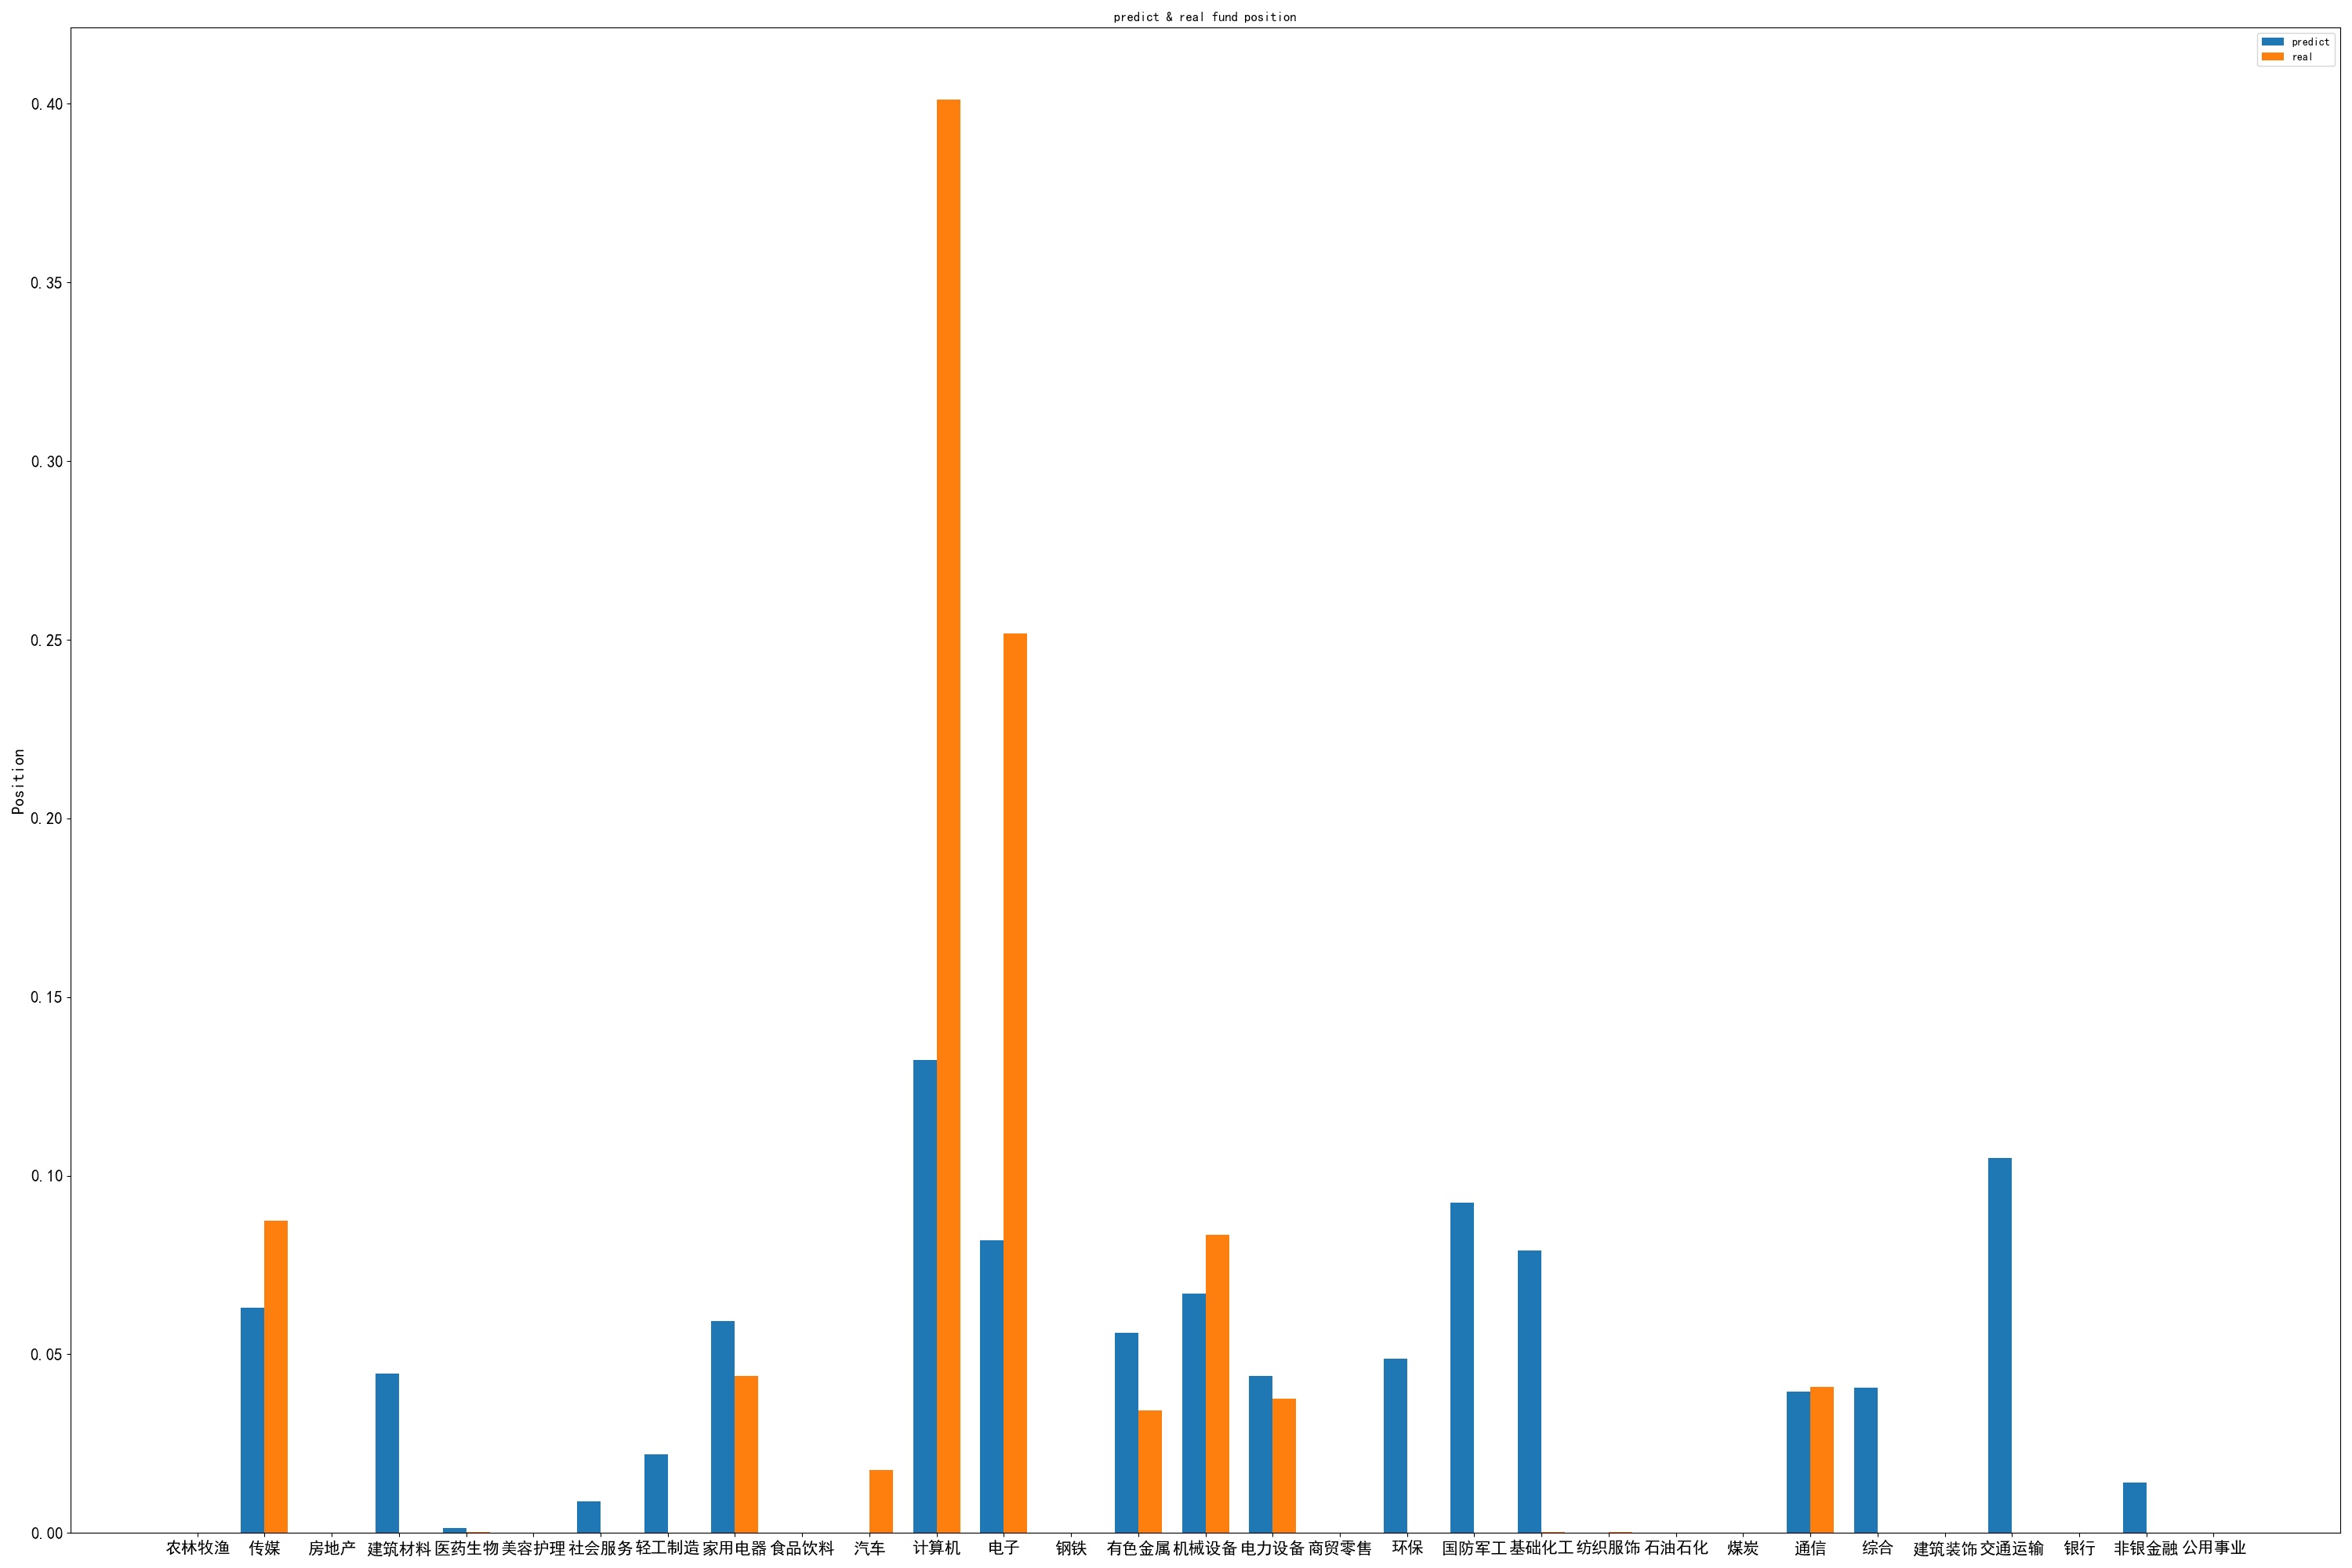 predict & real fund position
predict
real
Position
0.40
0.35
0.30
0.25
0.20
0.15
0.10
0.05
0.00
农林牧渔 传媒 房地产 建筑材料 医药生物 美容护理 社会服务 轻工制造 家用电器 食品饮料 汽车 计算机 电子 钢铁 有色金属 机械设备 电力设备 商贸零售 环保 国防军工 基础化工 纺织服饰 石油石化 煤炭 通信 综合 建筑装饰 交通运输 银行 非银金融 公用事业